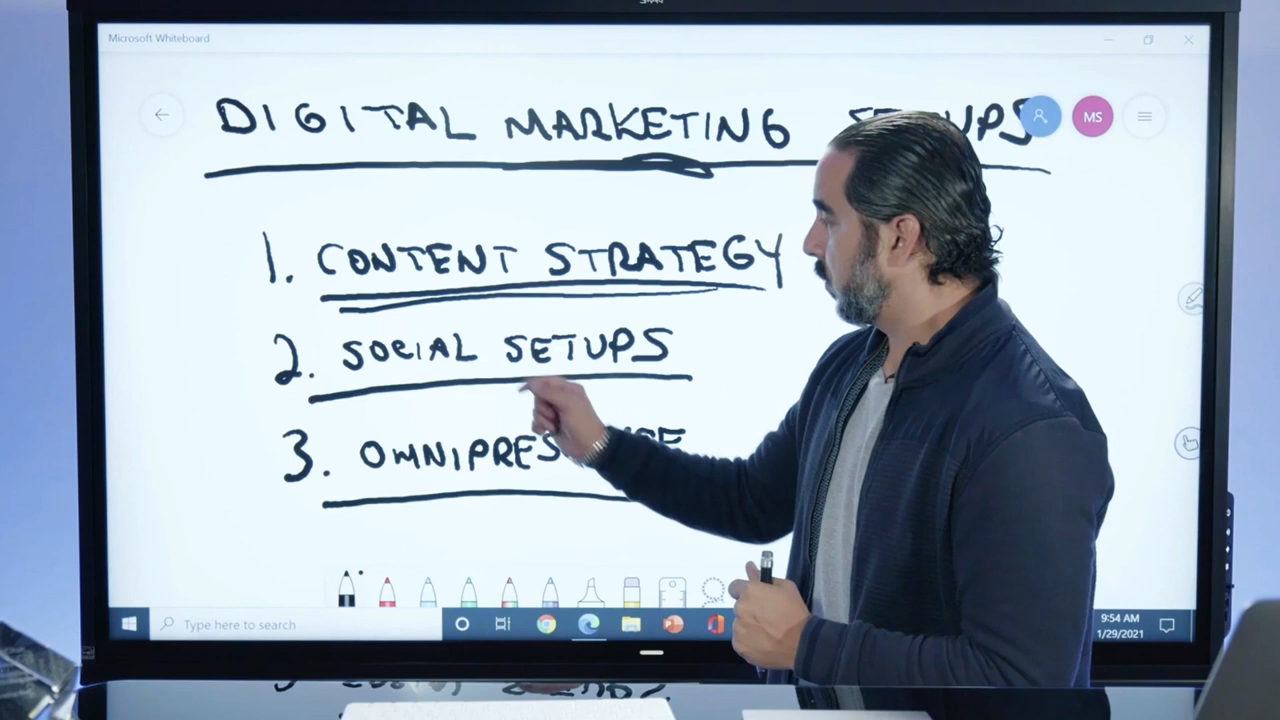 Microsoft Whiteboard
DIGITAL MARKETING SETUPS
MS
1. CONTENT STRATEGY
2. SOCIAL SETUPS
3.
Type here to search
9:54 AM
1/29/2021